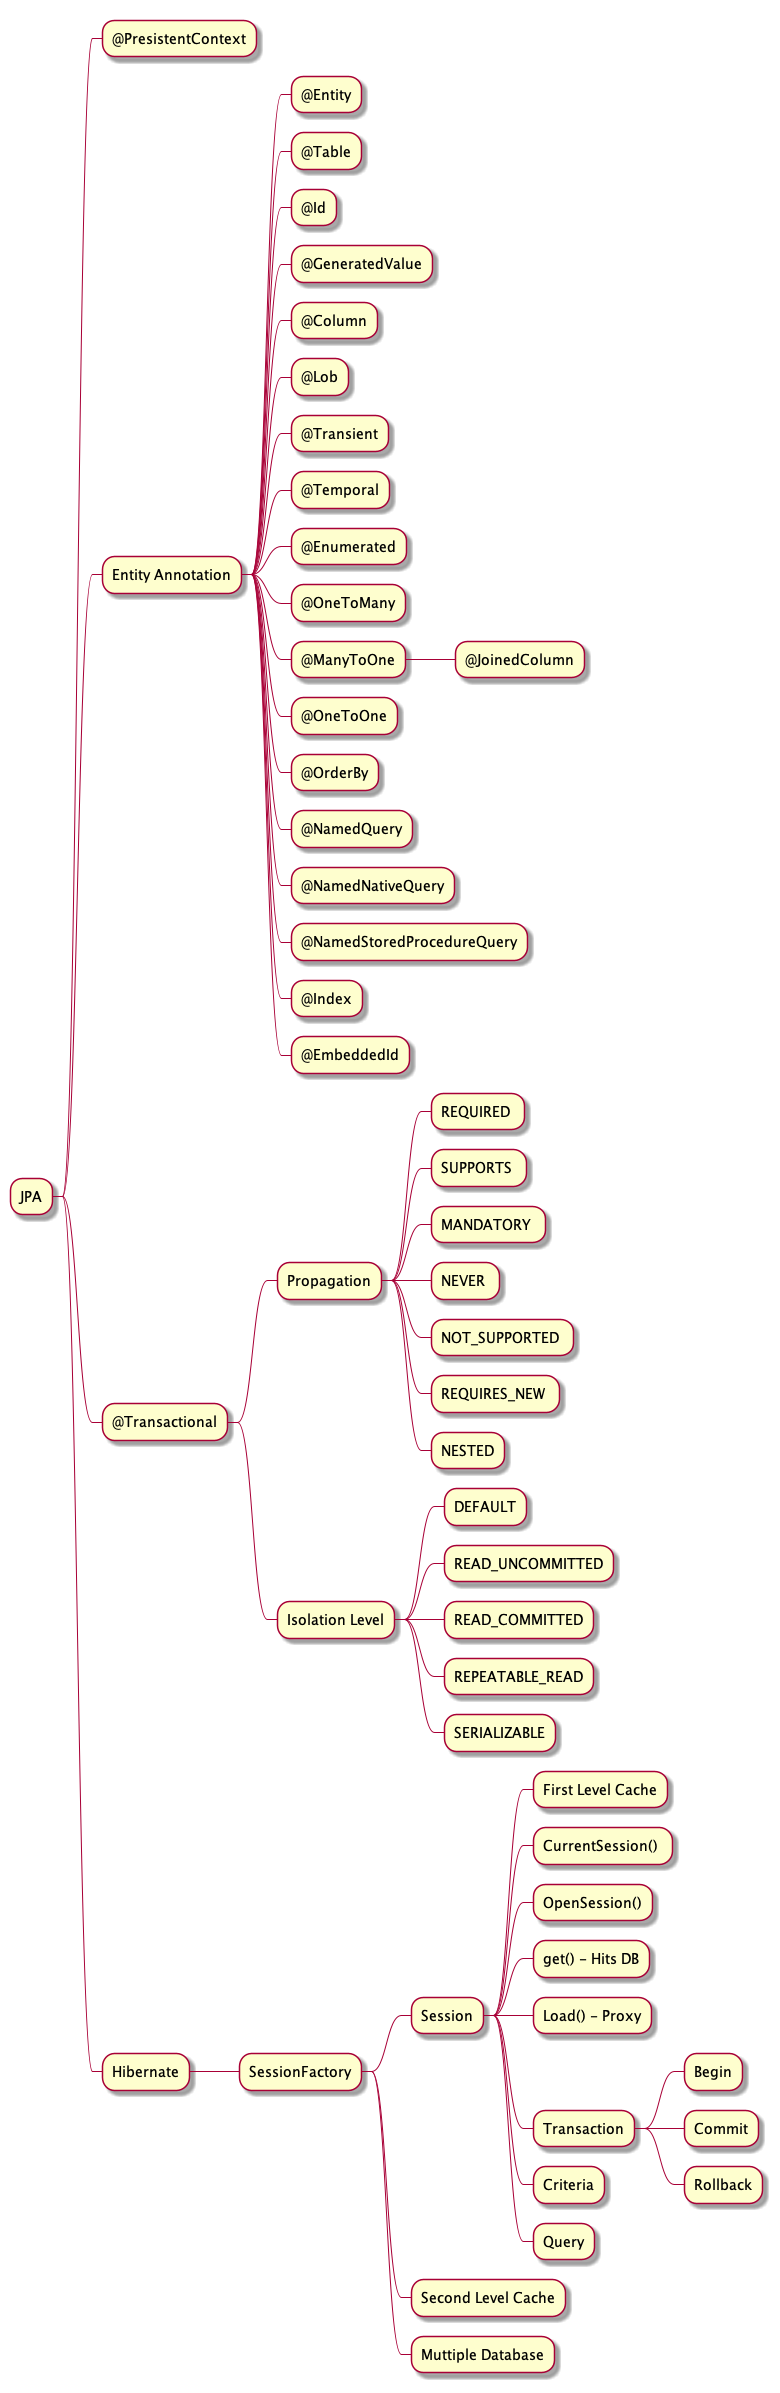 @PresistentContext
@Entity
@Table
@Id
@GeneratedValue
@Column
@Lob
@Transient
@Temporal
Entity Annotation
@Enumerated
@OneToMany
@ManyToOne
@JoinedColumn
@OneToOne
@OrderBy
@NamedQuery
@NamedNativeQuery
@NamedStoredProcedureQuery
@Index
@EmbeddedId
JPA
@Transactional
Propagation
REQUIRED
SUPPORTS
MANDATORY
NEVER
NOT_SUPPORTED
REQUIRES_NEW
NESTED
Isolation Level
DEFAULT
READ_UNCOMMITTED
READ_COMMITTED
REPEATABLE_READ
SERIALIZABLE
Hibernate
SessionFactory
Session
First Level Cache
CurrentSession()
OpenSession()
get() - Hits DB
Load() - Proxy
Transaction
Begin
Commit
Rollback
Criteria
Query
Second Level Cache
Muttiple Database